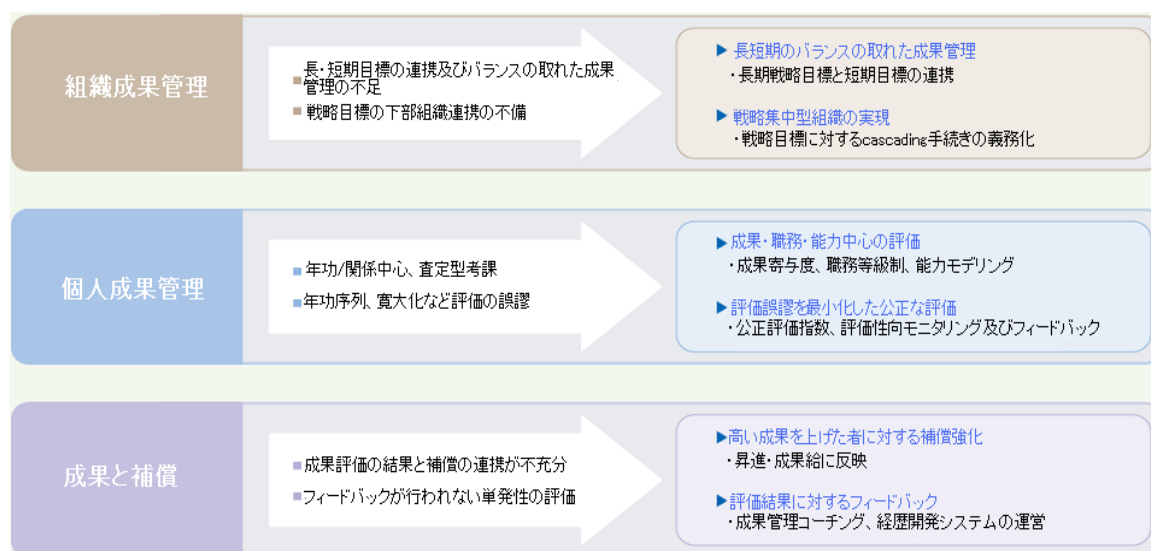 組織成果管理
■長・短期目標の連携及びバランスの取れた成果
管理の不足
■戦略目標の下部組織連携の不備
▶長短期のバランスの取れた成果管理
・長期戦略目標と短期目標の連携
▶戦略集中型組織の実現
・戦略目標に対するcascading手続きの義務化
個人成果管理
■年功/関係中心、査定型考課
■年功序列、寛大化など評価の誤謬
▶成果・職務・能力中心の評価
・成果寄与度、職務等級制、能力モデリング
▶評価誤謬を最小化した公正な評価
・公正評価指数、評価性向モニタリング及びフィードバック
成果と補償
■成果評価の結果と補償の連携が不充分
■フィードバックが行われない単発性の評価
▶高い成果を上げた者に対する補償強化
・昇進・成果給に反映
▶評価結果に対するフィードバック
・成果管理コーチング、経歴開発システムの運営